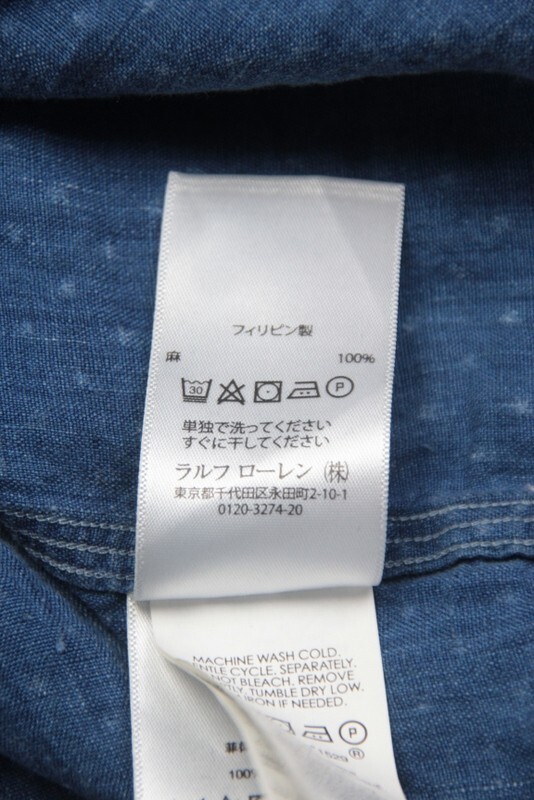 フィリピン製
麻 100%
30 P
単独で洗ってください
すぐに干してください
ラルフ ローレン (株)
東京都千代田区永田町2-10-1
0120-3274-20
MACHINE WASH COLD.
CYCLE, SEPARATELY.
NOT BLEACH. REMOVE
TUMBLE DRY LOW.
IRON IF NEEDED.
P
®
100%